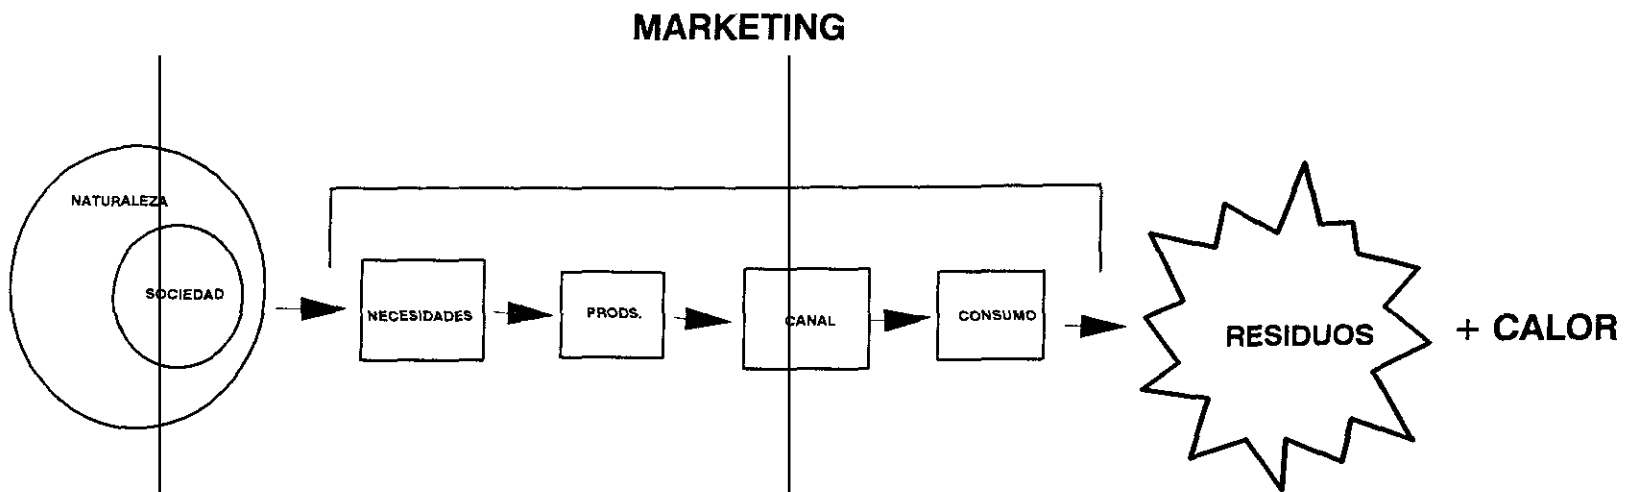 MARKETING
NATURALEZA
SOCIEDAD
NECESIDADES
PRODS.
CANAL
CONSUMO
RESIDUOS
+ CALOR